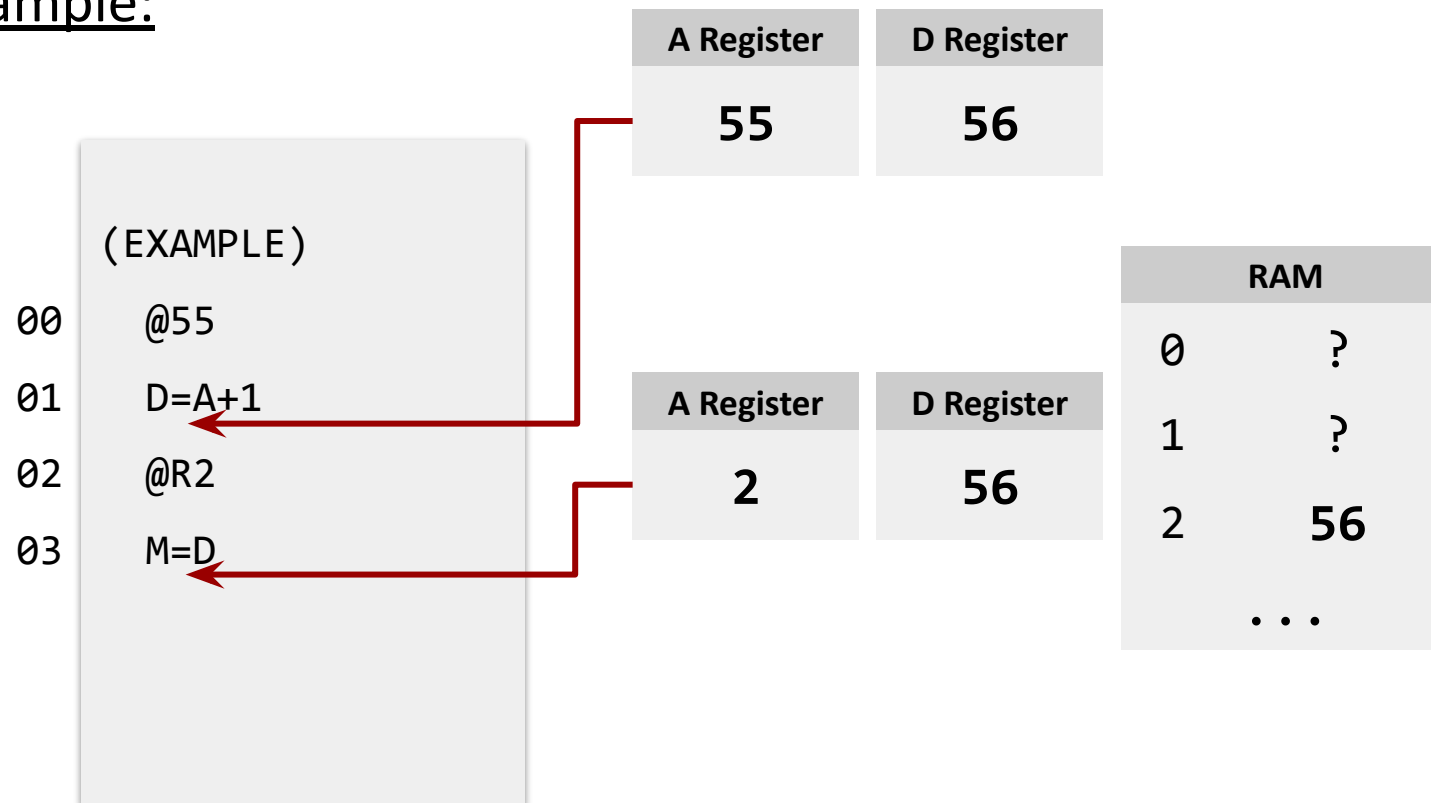 ample:
(EXAMPLE)
00 @55
01 D=A+1
02 @R2
03 M=D
A Register D Register
55 56
A Register D Register
2 56
RAM
0 ?
1 ?
2 56
...